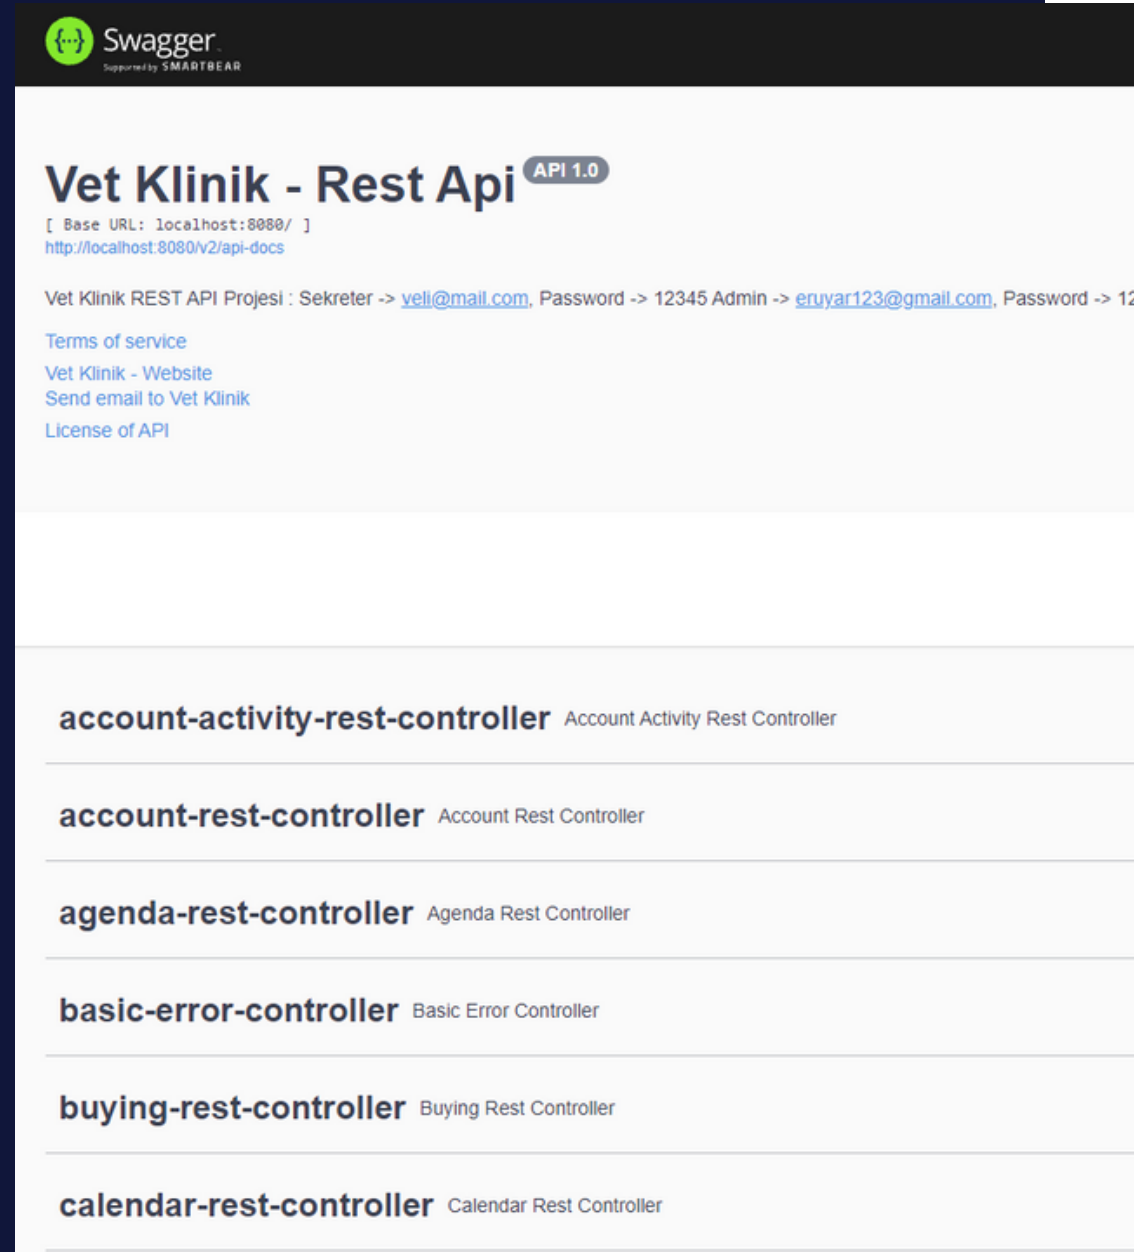 {···} Swagger.
Supported by SMARTBEAR
Vet Klinik - Rest Api API 1.0
[ Base URL: localhost:8080/ ]
http://localhost:8080/v2/api-docs
Vet Klinik REST API Projesi : Sekreter -> veli@mail.com, Password -> 12345 Admin -> eruyar123@gmail.com, Password -> 12
Terms of service
Vet Klinik - Website
Send email to Vet Klinik
License of API
account-activity-rest-controller Account Activity Rest Controller
account-rest-controller Account Rest Controller
agenda-rest-controller Agenda Rest Controller
basic-error-controller Basic Error Controller
buying-rest-controller Buying Rest Controller
calendar-rest-controller Calendar Rest Controller